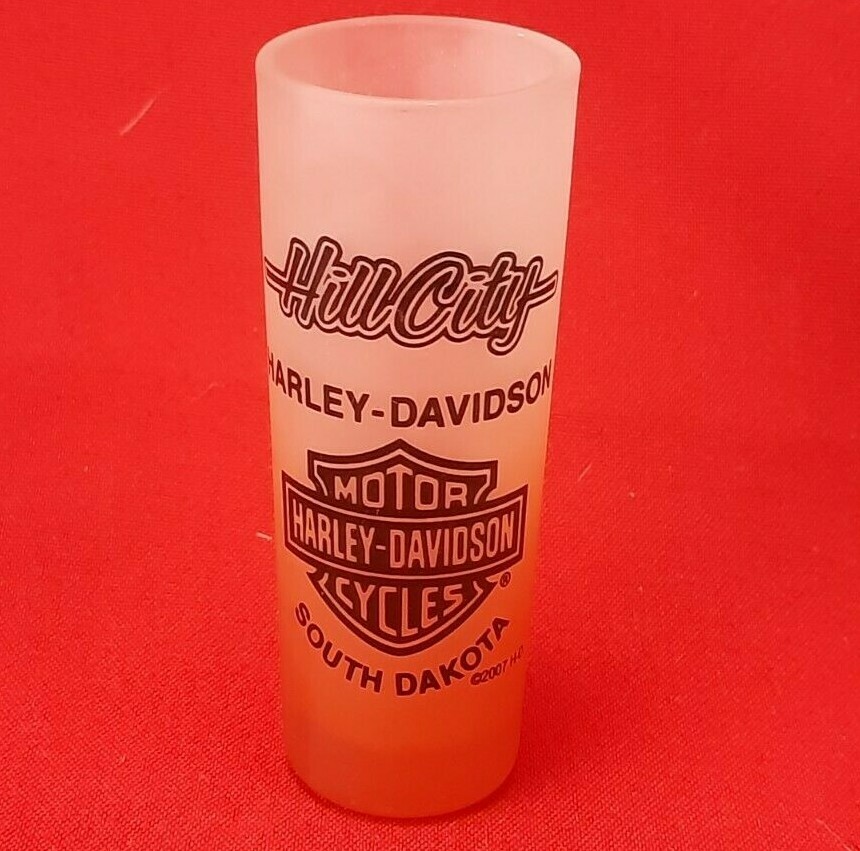 Hill City
HARLEY-DAVIDSON
MOTOR
HARLEY-DAVIDSON
CYCLES ®
SOUTH DAKOTA
©2007 H-D